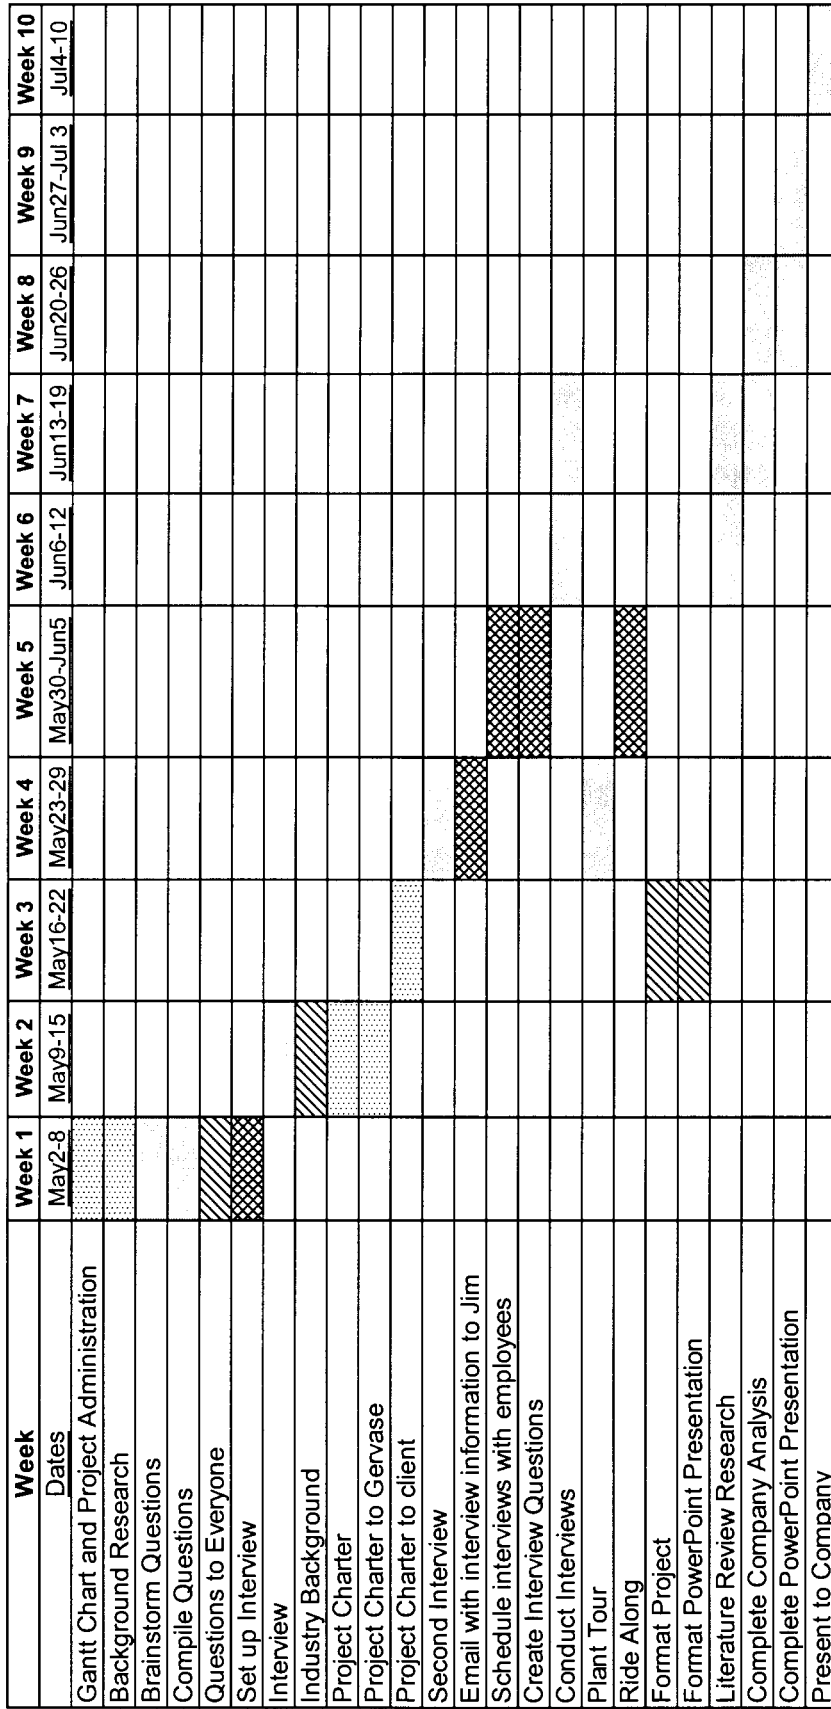 Week Week 1 Week 2 Week 3 Week 4 Week 5 Week 6 Week 7 Week 8 Week 9 Week 10
Dates May2-8 May9-15 May16-22 May23-29 May30-Jun5 Jun6-12 Jun13-19 Jun20-26 Jun27-Jul 3 Jul4-10
Gantt Chart and Project Administration
Background Research
Brainstorm Questions
Compile Questions
Questions to Everyone
Set up Interview
Interview
Industry Background
Project Charter
Project Charter to Gervase
Project Charter to client
Second Interview
Email with interview information to Jim
Schedule interviews with employees
Create Interview Questions
Conduct Interviews
Plant Tour
Ride Along
Format Project
Format PowerPoint Presentation
Literature Review Research
Complete Company Analysis
Complete PowerPoint Presentation
Present to Company